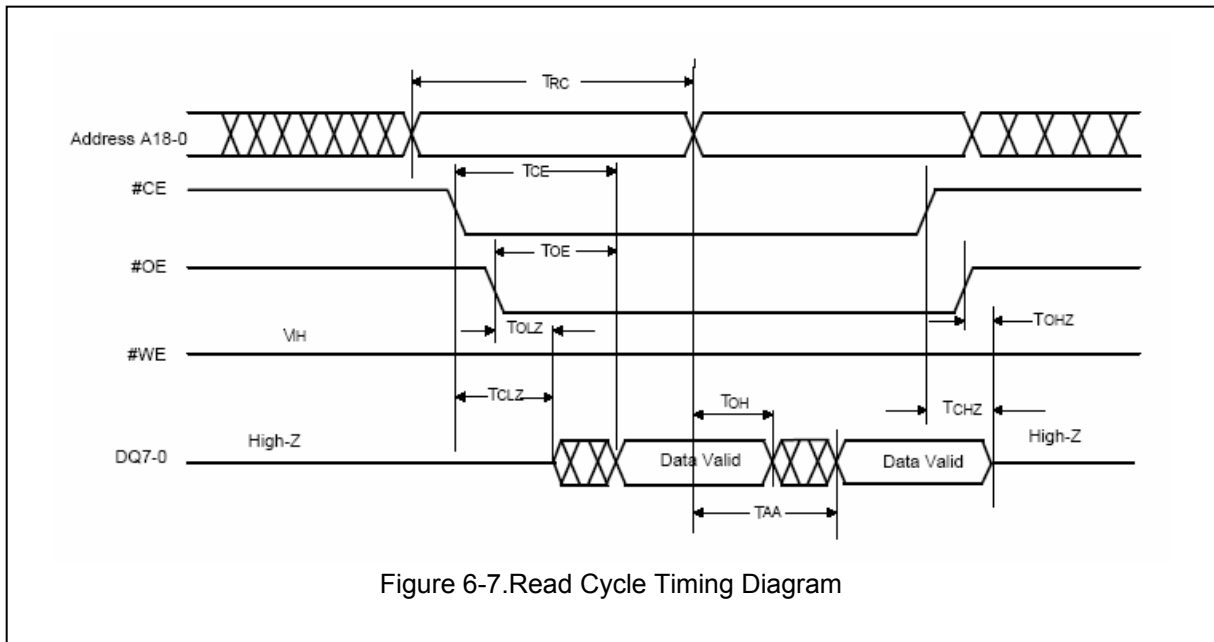 TRC
Address A18-0
TCE
#CE
TOE
#OE
TOLZ
TOHZ
VIH
#WE
TCLZ
TOH
TCHZ
High-Z
High-Z
DQ7-0
Data Valid
Data Valid
TAA
Figure 6-7.Read Cycle Timing Diagram